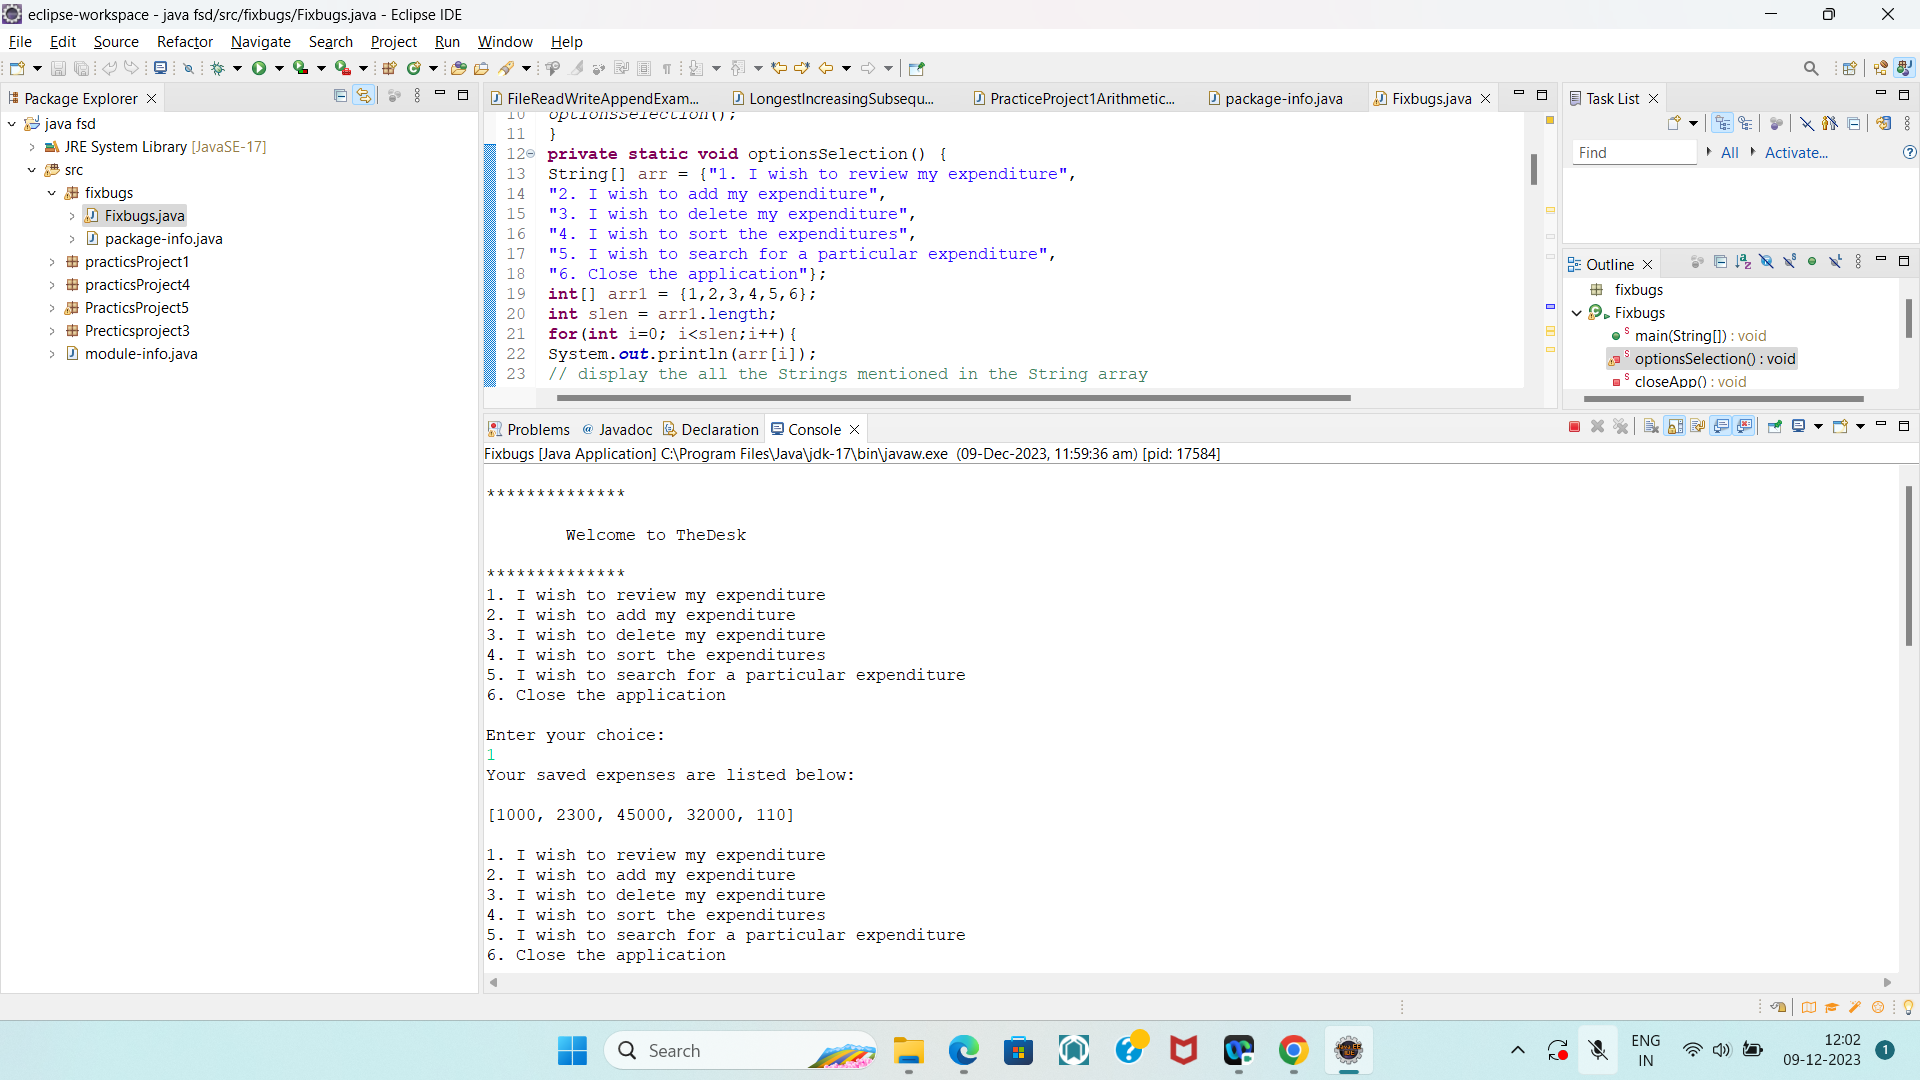 eclipse-workspace - java fsd/src/fixbugs/Fixbugs.java - Eclipse IDE
File Edit Source Refactor Navigate Search Project Run Window Help
Package Explorer
java fsd
JRE System Library [JavaSE-17]
src
fixbugs
Fixbugs.java
package-info.java
practicsProject1
practicsProject4
PracticsProject5
Precticsproject3
module-info.java
FileReadWriteAppendExam... LongestIncreasingSubsequ... PracticeProject1Arithmetic... package-info.java Fixbugs.java
10 optionsSelection();
11 }
12 private static void optionsSelection() {
13 String[] arr = {"1. I wish to review my expenditure",
14 "2. I wish to add my expenditure",
15 "3. I wish to delete my expenditure",
16 "4. I wish to sort the expenditures",
17 "5. I wish to search for a particular expenditure",
18 "6. Close the application"};
19 int[] arr1 = {1,2,3,4,5,6};
20 int slen = arr1.length;
21 for(int i=0; i<slen;i++){
22 System.out.println(arr[i]);
23 // display the all the Strings mentioned in the String array
Task List
Find All Activate...
Outline
fixbugs
Fixbugs
main(String[]) : void
optionsSelection() : void
closeApp() : void
Problems Javadoc Declaration Console
Fixbugs [Java Application] C:\Program Files\Java\jdk-17\bin\javaw.exe (09-Dec-2023, 11:59:36 am) [pid: 17584]
**************
Welcome to TheDesk
**************
1. I wish to review my expenditure
2. I wish to add my expenditure
3. I wish to delete my expenditure
4. I wish to sort the expenditures
5. I wish to search for a particular expenditure
6. Close the application
Enter your choice:
1
Your saved expenses are listed below:
[1000, 2300, 45000, 32000, 110]
1. I wish to review my expenditure
2. I wish to add my expenditure
3. I wish to delete my expenditure
4. I wish to sort the expenditures
5. I wish to search for a particular expenditure
6. Close the application
Search
ENG
IN
12:02
09-12-2023
1